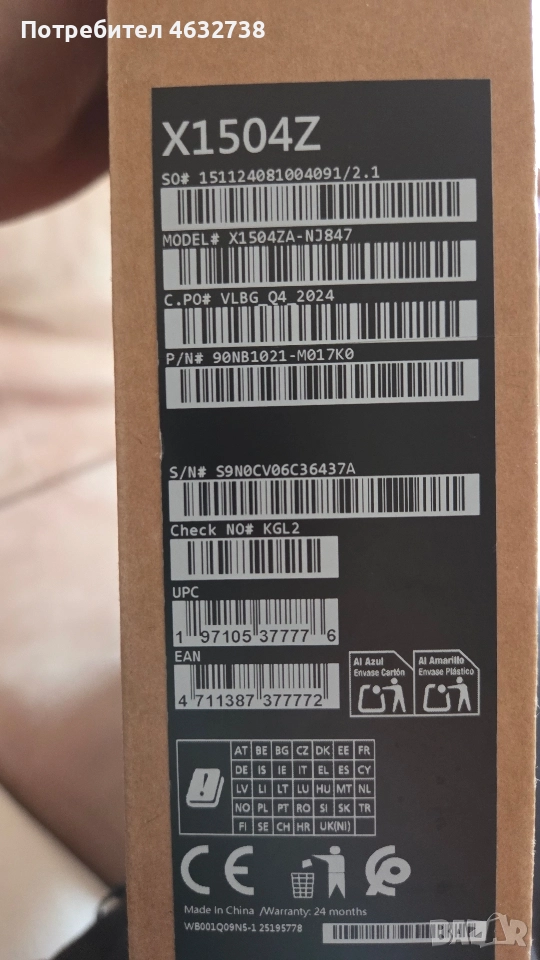 Потребител 4632738
X1504Z
SO# 151124081004091/2.1
MODEL# X1504ZA-NJ847
C.PO# VLBG_Q4_2024
P/N# 90NB1021-M017K0
S/N# S9N0CV06C36437A
Check NO# KGL2
UPC
1 97105 37777 6
EAN
4 711387 377772
Al Azul
Envase Cartón
Al Amarillo
Envase Plástico
AT BE BG CZ DK EE FR
DE IS IE IT EL ES CY
LV LI LT LU HU MT NL
NO PL PT RO SI SK TR
FI SE CH HR UK(NI)
CE
Made In China /Warranty: 24 months
WB001Q09N5-1 25195778
BAZAR